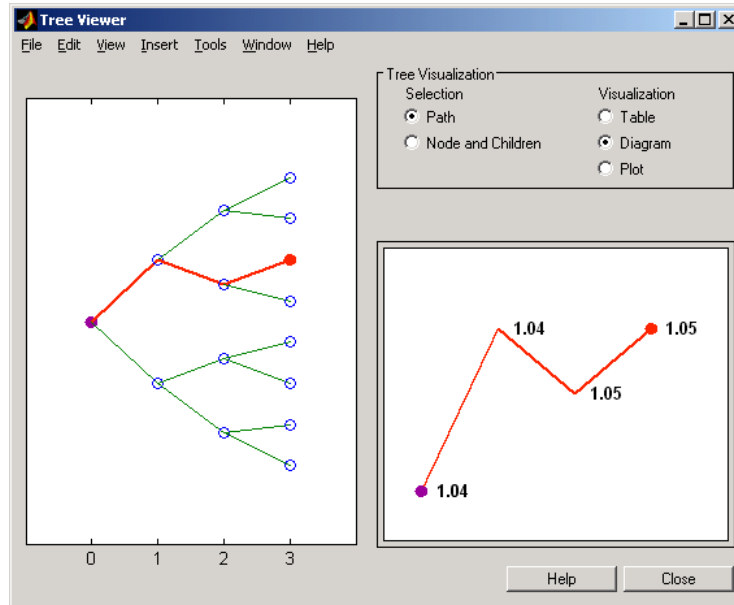 Tree Viewer
File Edit View Insert Tools Window Help
Tree Visualization
Selection Visualization
Path Table
Node and Children Diagram
Plot
1.04 1.05
1.05
1.04
0 1 2 3
Help Close